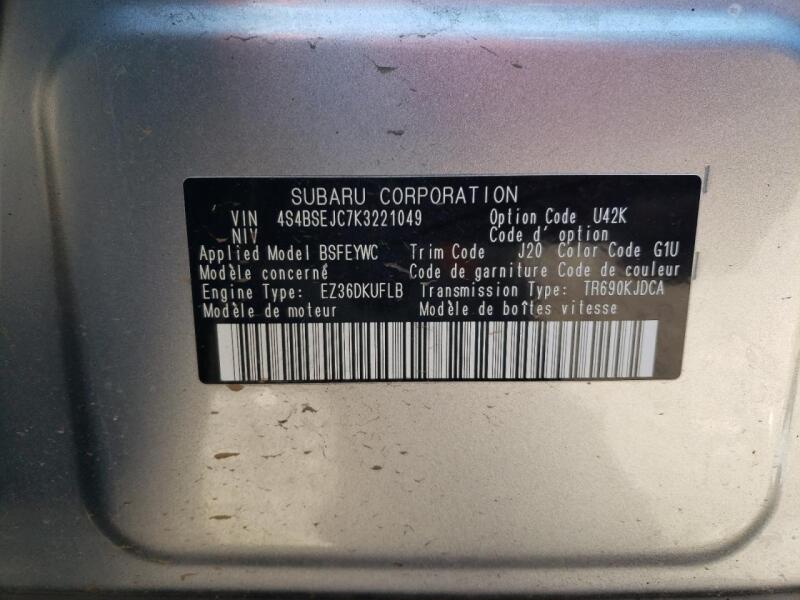 SUBARU CORPORATION
VIN 4S4BSEJC7K3221049 Option Code U42K
NIV Code d' option
Applied Model BSFEYWC Trim Code J20 Color Code G1U
Modèle concerné Code de garniture Code de couleur
Engine Type: EZ36DKUFLB Transmission Type: TR690KJDCA
Modèle de moteur Modèle de boîtes vitesse